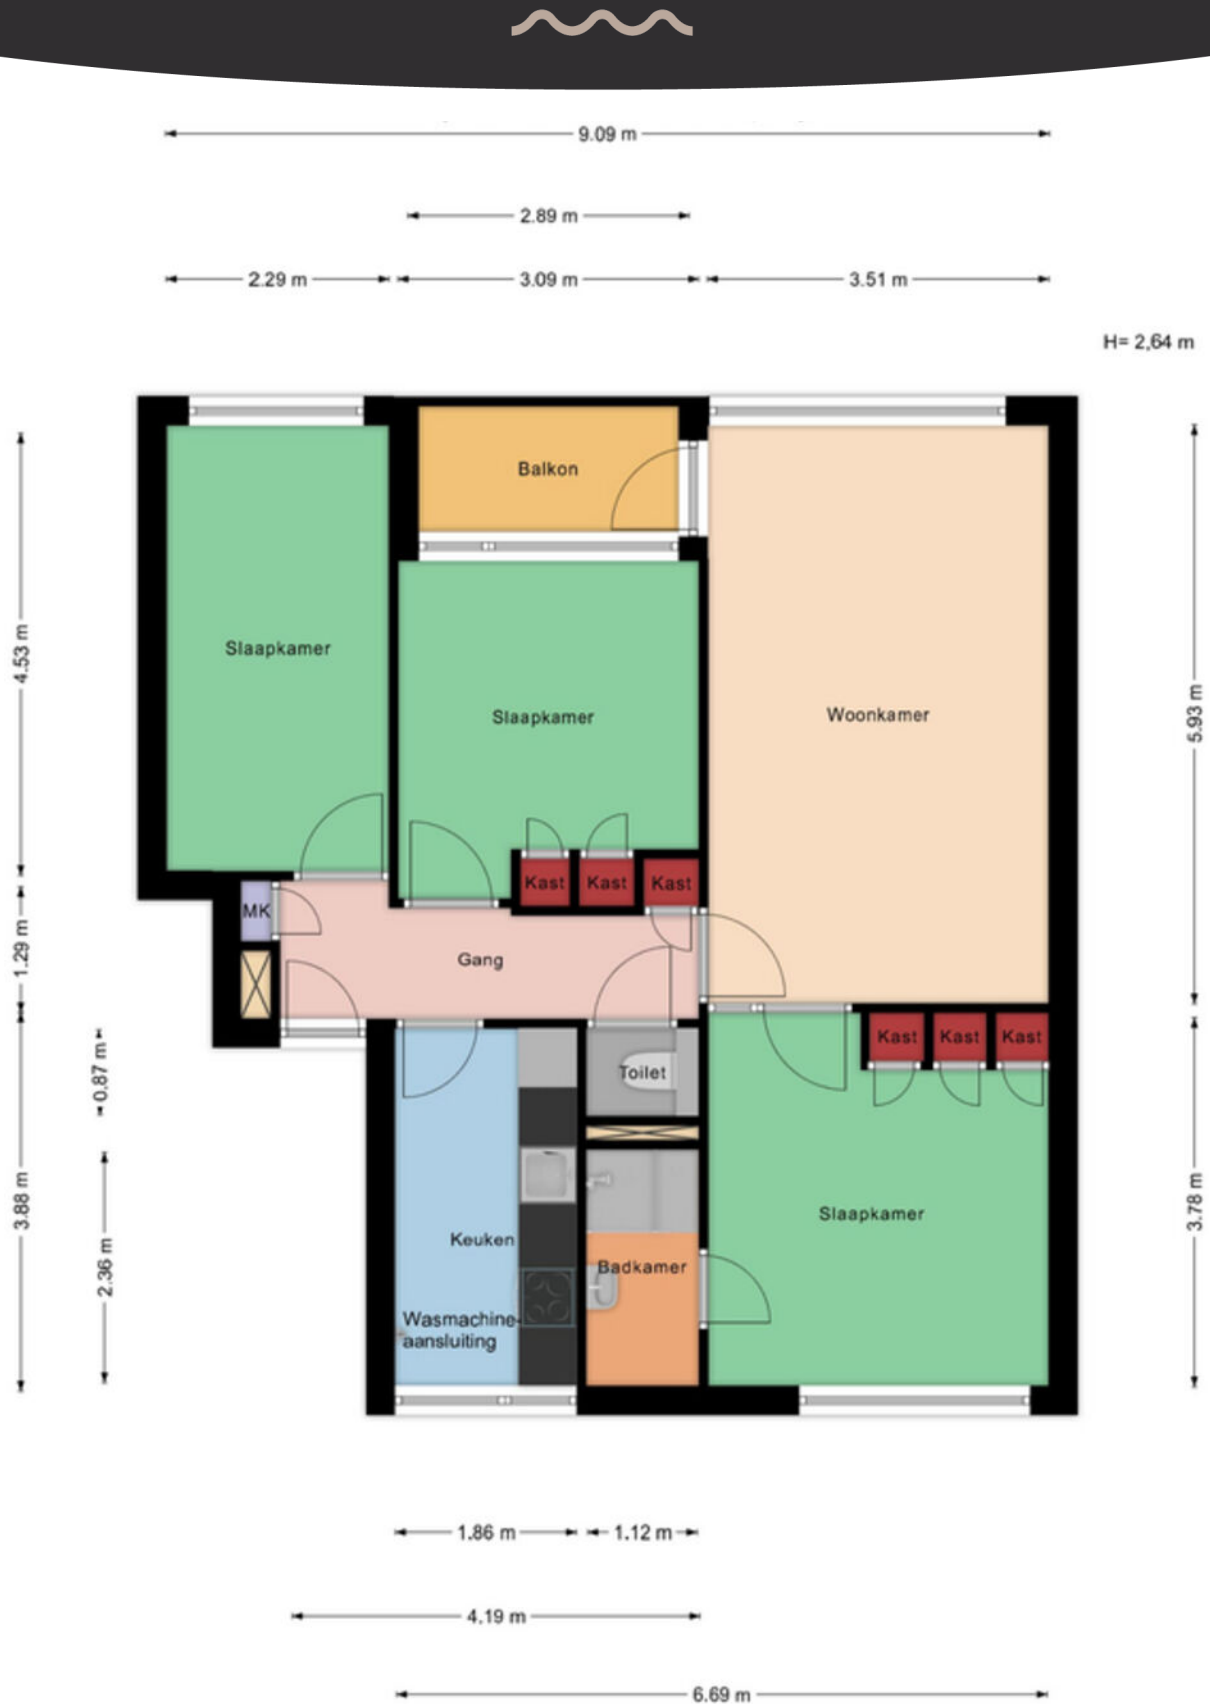 9.09 m
2.89 m
2.29 m
3.09 m
3.51 m
H= 2,64 m
Balkon
4.53 m
Slaapkamer
5.93 m
Slaapkamer
Woonkamer
Kast
Kast
Kast
MK
1.29 m
Gang
Kast
Kast
Kast
0.87 m
Toilet
3.88 m
3.78 m
Slaapkamer
2.36 m
Keuken
Badkamer
Wasmachine-
aansluiting
1.86 m
1.12 m
4.19 m
6.69 m